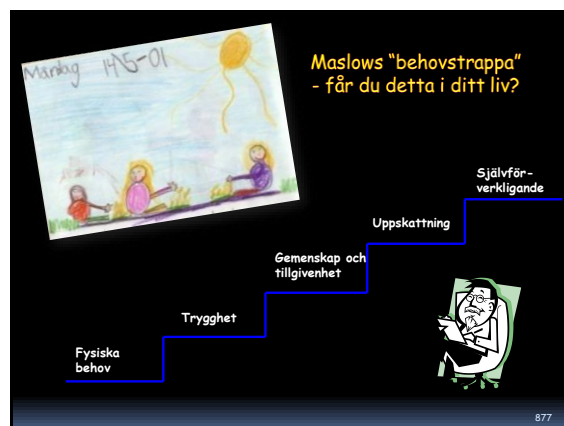 Måndag 14/5-01
Maslows “behovstrappa”
- får du detta i ditt liv?
Självför-
verkligande
Uppskattning
Gemenskap och
tillgivenhet
Trygghet
Fysiska
behov
877